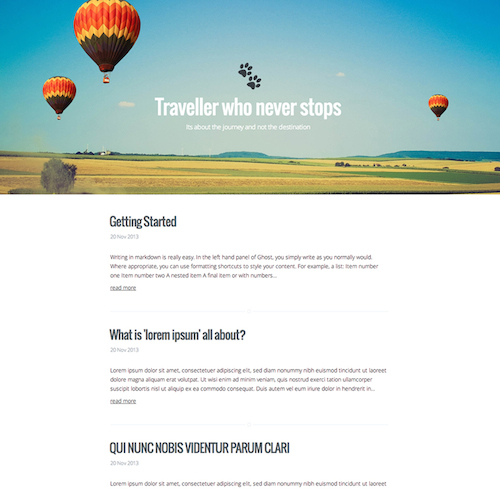 Traveller who never stops
Its about the journey and not the destination
Getting Started
20 Nov 2013
Writing in markdown is really easy. In the left hand panel of Ghost, you simply write as you normally would.
Where appropriate, you can use formatting shortcuts to style your content. For example, a list: Item number
one Item number two A nested item A final item or with numbers...
read more
What is 'lorem ipsum' all about?
20 Nov 2013
Lorem ipsum dolor sit amet, consectetuer adipiscing elit, sed diam nonummy nibh euismod tincidunt ut laoreet
dolore magna aliquam erat volutpat. Ut wisi enim ad minim veniam, quis nostrud exerci tation ullamcorper
suscipit lobortis nisl ut aliquip ex ea commodo consequat. Duis autem vel eum iriure dolor in hendrerit in...
read more
QUI NUNC NOBIS VIDENTUR PARUM CLARI
20 Nov 2013
Lorem ipsum dolor sit amet, consectetuer adipiscing elit, sed diam nonummy nibh euismod tincidunt ut laoreet